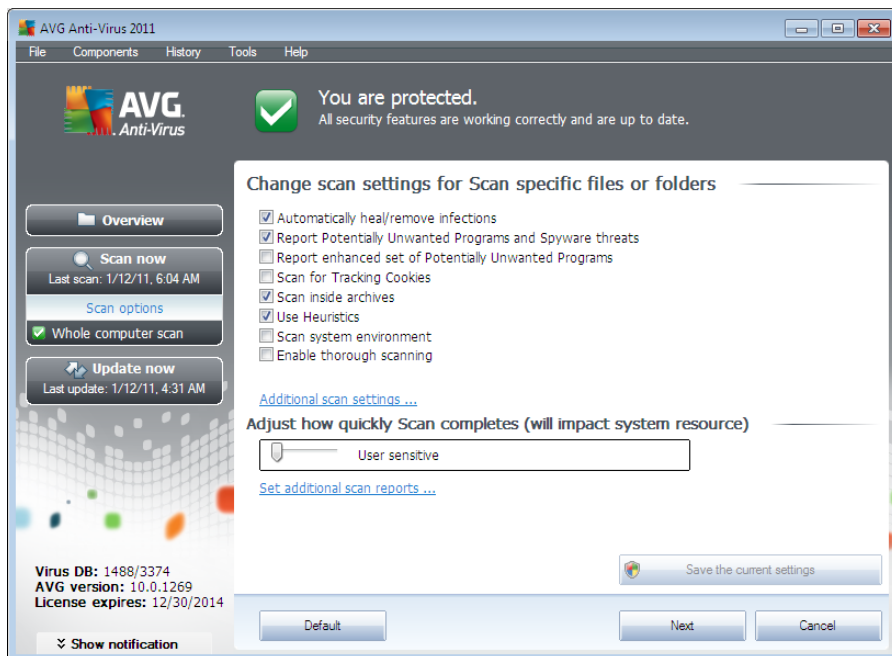 AVG Anti-Virus 2011
File Components History Tools Help
AVG.
Anti-Virus
You are protected.
All security features are working correctly and are up to date.
Overview
Scan now
Last scan: 1/12/11, 6:04 AM
Scan options
Whole computer scan
Update now
Last update: 1/12/11, 4:31 AM
Virus DB: 1488/3374
AVG version: 10.0.1269
License expires: 12/30/2014
Show notification
Change scan settings for Scan specific files or folders
Automatically heal/remove infections
Report Potentially Unwanted Programs and Spyware threats
Report enhanced set of Potentially Unwanted Programs
Scan for Tracking Cookies
Scan inside archives
Use Heuristics
Scan system environment
Enable thorough scanning
Additional scan settings ...
Adjust how quickly Scan completes (will impact system resource)
User sensitive
Set additional scan reports ...
Save the current settings
Default Next Cancel